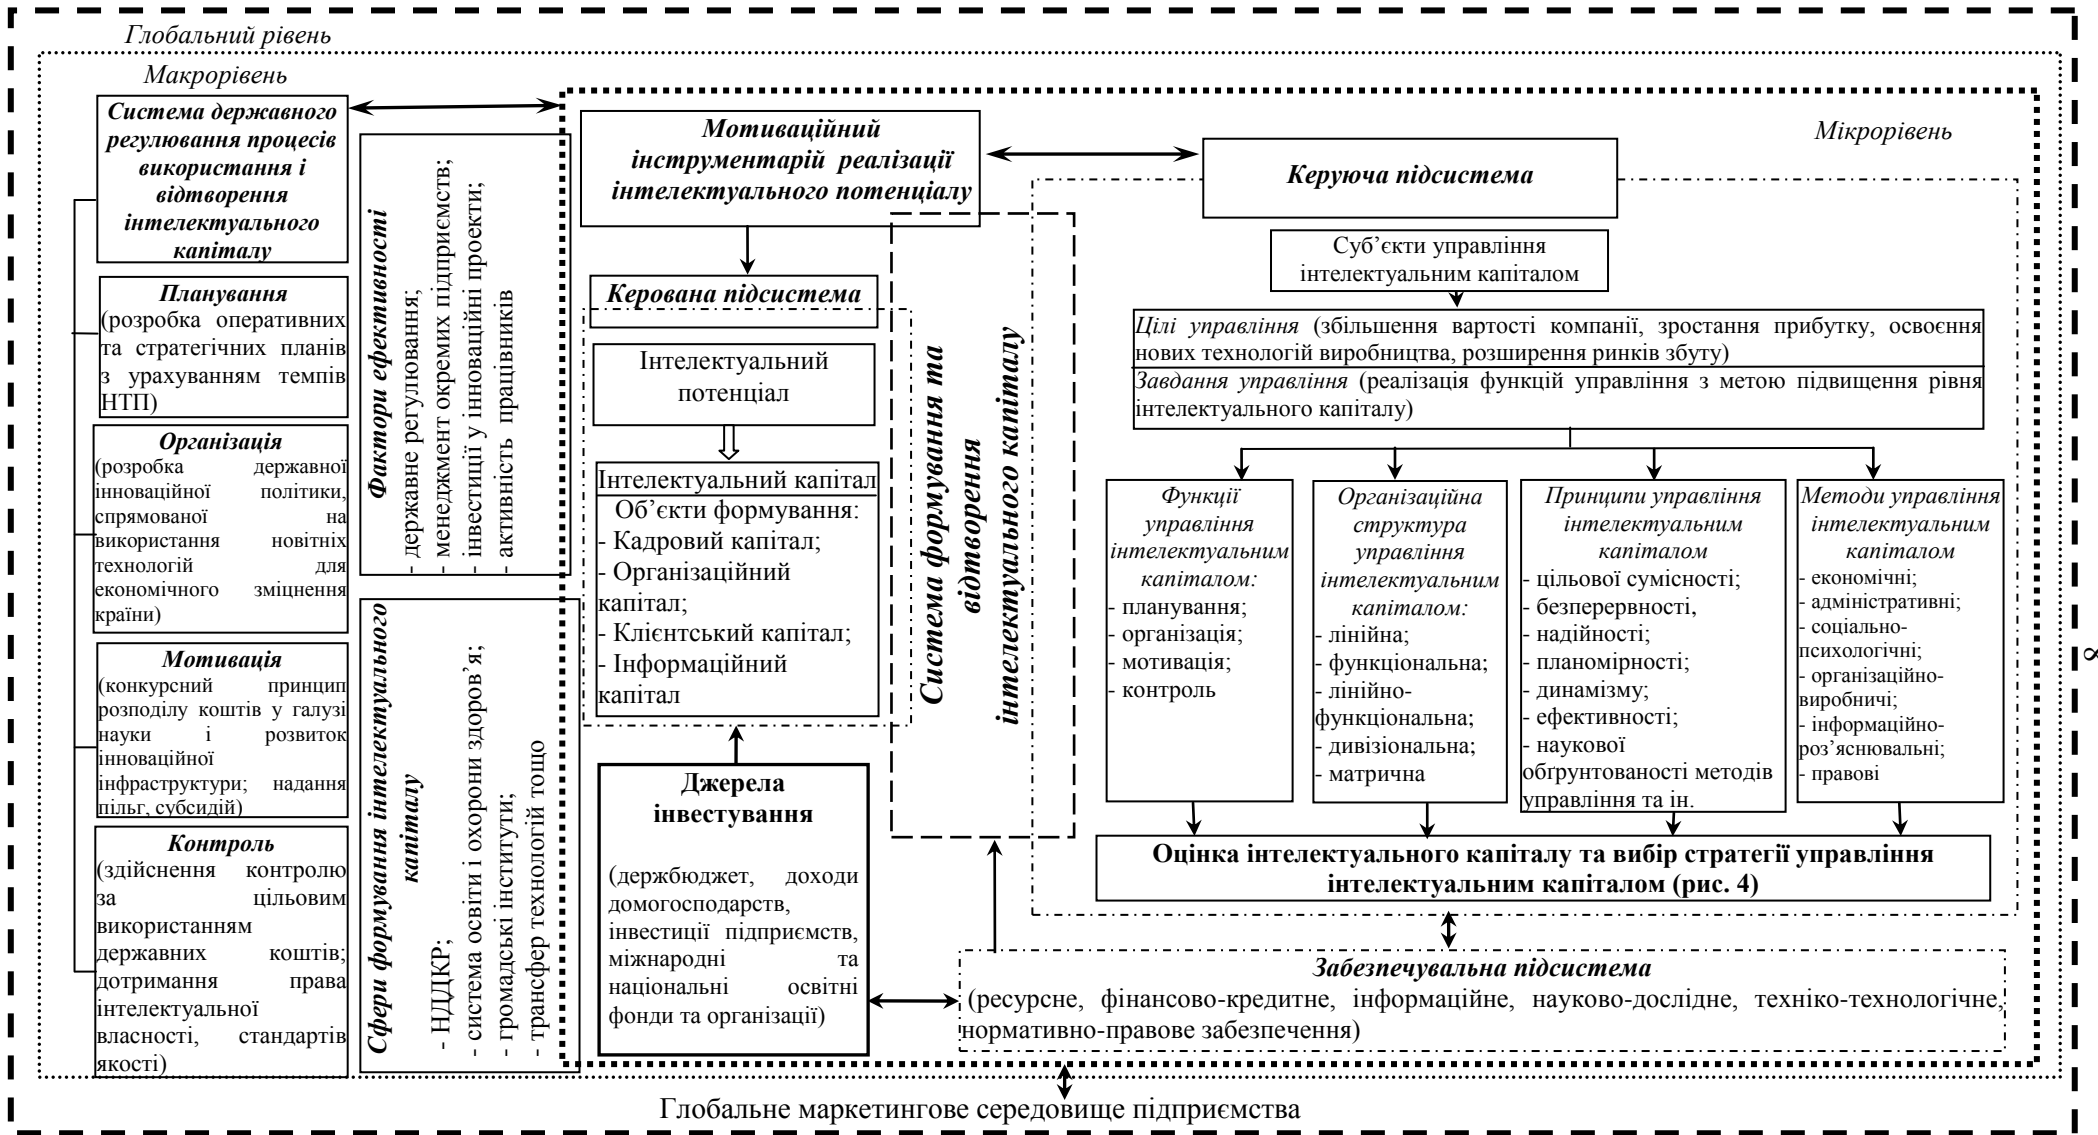 Глобальний рівень
Макрорівень
Система державного
регулювання процесів
використання і
відтворення
інтелектуального
капіталу
Планування
(розробка оперативних
та стратегічних планів
з урахуванням темпів
НТП)
Організація
(розробка державної
інноваційної політики,
спрямованої на
використання новітніх
технологій для
економічного зміцнення
країни)
Мотивація
(конкурсний принцип
розподілу коштів у галузі
науки і розвиток
інноваційної
інфраструктури; надання
пільг, субсидій)
Контроль
(здійснення контролю
за цільовим
використанням
державних коштів;
дотримання права
інтелектуальної
власності, стандартів
якості)
Фактори ефективності
- державне регулювання;
- менеджмент окремих підприємств;
- інвестиції у інноваційні проекти;
- активність працівників
Сфери формування інтелектуального
капіталу
- НДДКР;
- система освіти і охорони здоров’я;
- громадські інститути;
- трансфер технологій тощо
Мотиваційний
інструментарій реалізації
інтелектуального потенціалу
Керована підсистема
Інтелектуальний
потенціал
Інтелектуальний капітал
Об’єкти формування:
- Кадровий капітал;
- Організаційний
капітал;
- Клієнтський капітал;
- Інформаційний
капітал
Джерела
інвестування
(держбюджет, доходи
домогосподарств,
інвестиції підприємств,
міжнародні та
національні освітні
фонди та організації)
Система формування та
відтворення
інтелектуального капіталу
Мікрорівень
Керуюча підсистема
Суб’єкти управління
інтелектуальним капіталом
Цілі управління (збільшення вартості компанії, зростання прибутку, освоєння
нових технологій виробництва, розширення ринків збуту)
Завдання управління (реалізація функцій управління з метою підвищення рівня
інтелектуального капіталу)
Функції
управління
інтелектуальним
капіталом:
- планування;
- організація;
- мотивація;
- контроль
Організаційна
структура
управління
інтелектуальним
капіталом:
- лінійна;
- функціональна;
- лінійно-
функціональна;
- дивізіональна;
- матрична
Принципи управління
інтелектуальним
капіталом
- цільової сумісності;
- безперервності,
- надійності;
- планомірності;
- динамізму;
- ефективності;
- наукової
обґрунтованості методів
управління та ін.
Методи управління
інтелектуальним
капіталом
- економічні;
- адміністративні;
- соціально-
психологічні;
- організаційно-
виробничі;
- інформаційно-
роз’яснювальні;
- правові
Оцінка інтелектуального капіталу та вибір стратегії управління
інтелектуальним капіталом (рис. 4)
Забезпечувальна підсистема
(ресурсне, фінансово-кредитне, інформаційне, науково-дослідне, техніко-технологічне,
нормативно-правове забезпечення)
Глобальне маркетингове середовище підприємства
8